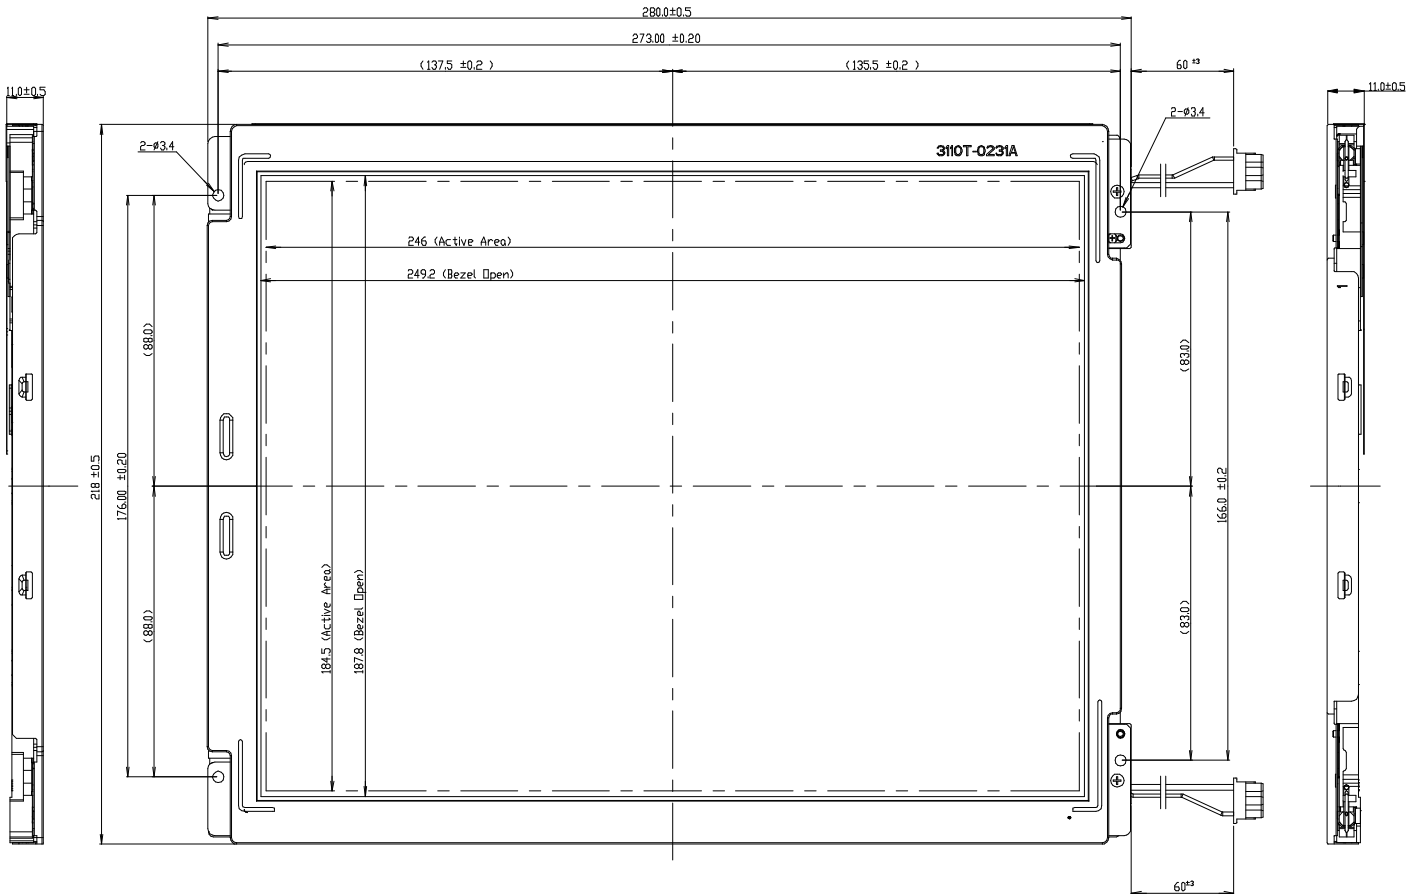 280.0±0.5
273.00 ±0.20
(137.5 ±0.2 )
(135.5 ±0.2 )
60 ±3
11.0±0.5
11.0±0.5
2-ø3.4
2-ø3.4
3110T-0231A
246 (Active Area)
249.2 (Bezel Open)
(88.0)
(83.0)
1
218 ±0.5
176.00 ±0.20
166.0 ±0.2
184.5 (Active Area)
187.8 (Bezel Open)
(88.0)
(83.0)
60±3